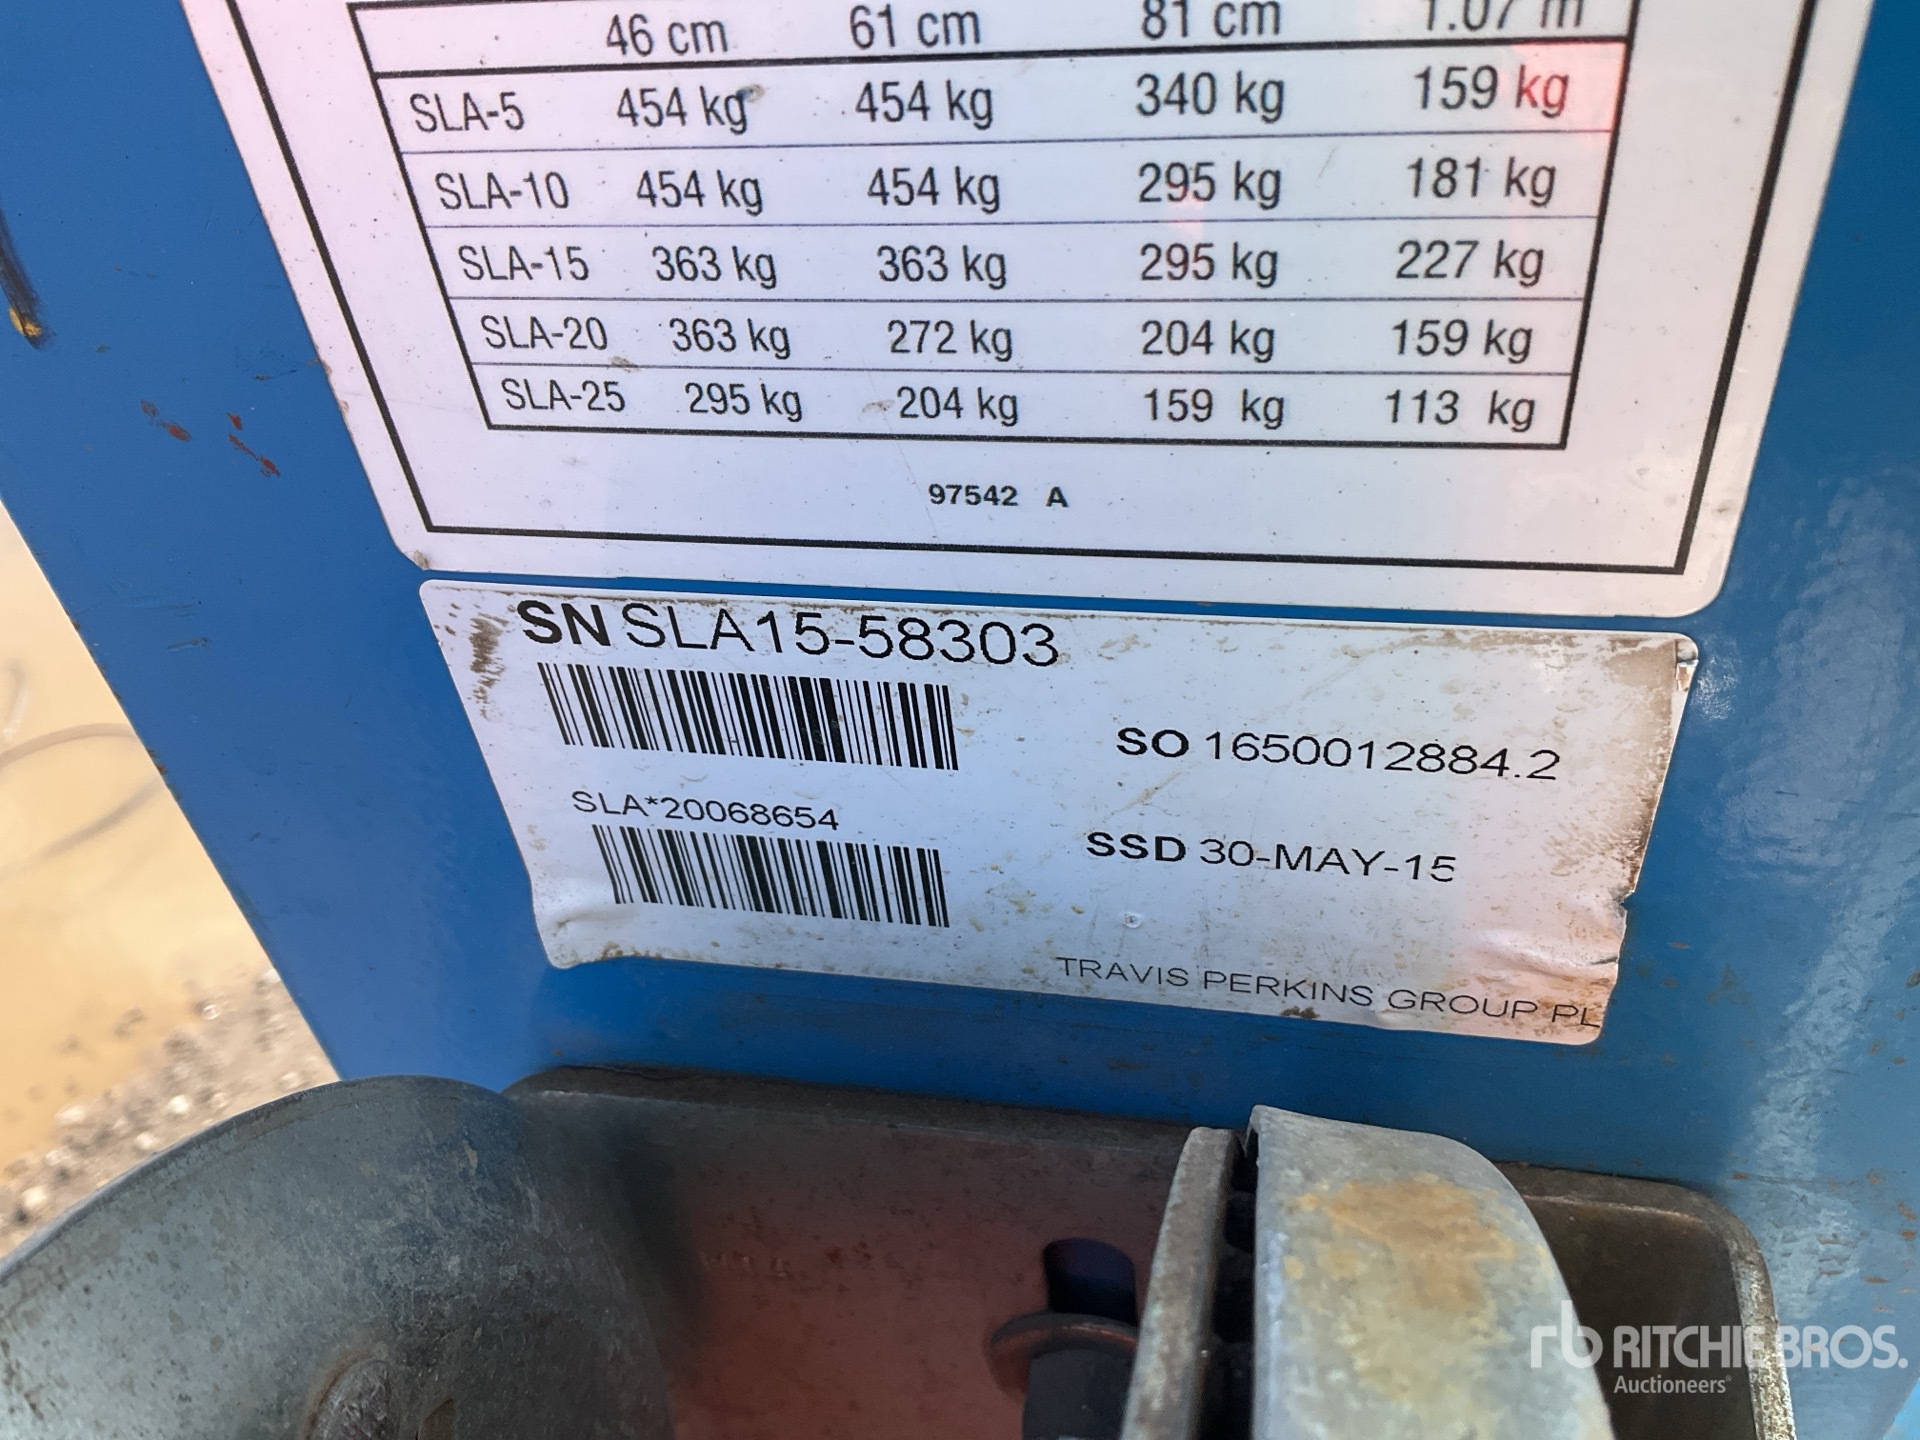 46 cm 61 cm 81 cm 1.07 m
SLA-5 454 kg 454 kg 340 kg 159 kg
SLA-10 454 kg 454 kg 295 kg 181 kg
SLA-15 363 kg 363 kg 295 kg 227 kg
SLA-20 363 kg 272 kg 204 kg 159 kg
SLA-25 295 kg 204 kg 159 kg 113 kg
97542 A
SN SLA15-58303
SO 1650012884.2
SLA*20068654
SSD 30-MAY-15
TRAVIS PERKINS GROUP PL
rb RITCHIE BROS.
Auctioneers